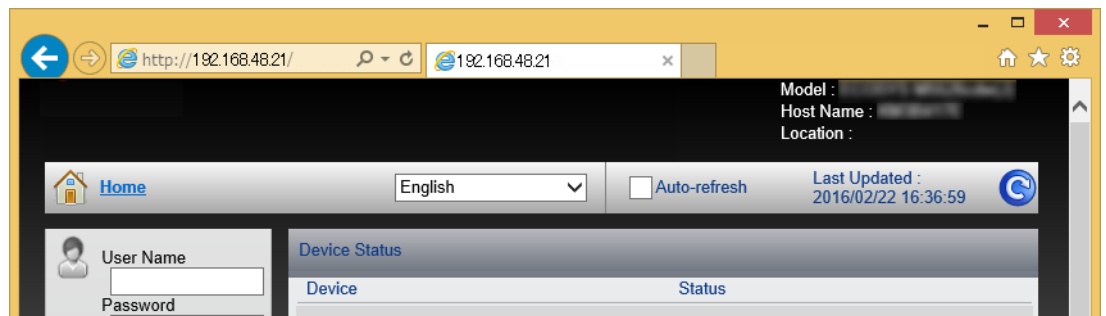 http://192.168.48.21/
192.168.48.21
Model :
Host Name :
Location :
Home
English
Auto-refresh
Last Updated :
2016/02/22 16:36:59
User Name
Password
Device Status
Device Status